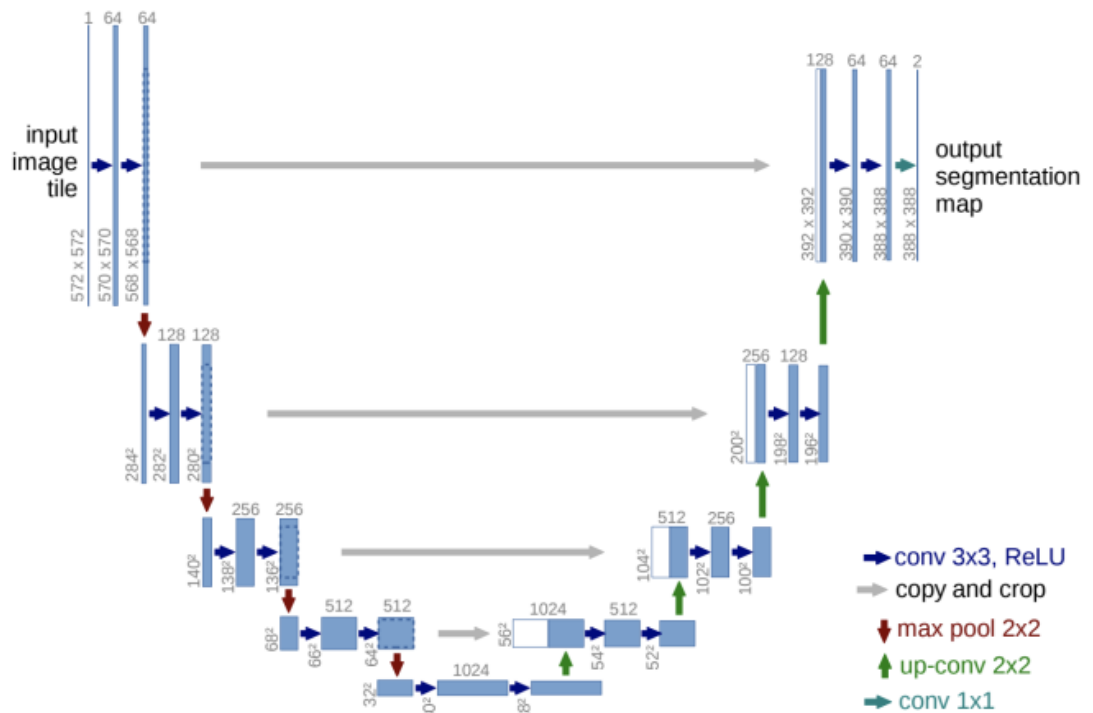 1 64 64
input
image
tile
572 x 572
570 x 570
568 x 568
128 64 64 2
output
segmentation
map
392 x 392
390 x 390
388 x 388
388 x 388
128 128
284²
282²
280²
256 128
200²
198²
196²
256 256
140²
138²
136²
512 256
104²
102²
100²
512 512
68²
66²
64²
1024 512
56²
54²
52²
1024
32²
0²
8²
conv 3x3, ReLU
copy and crop
max pool 2x2
up-conv 2x2
conv 1x1